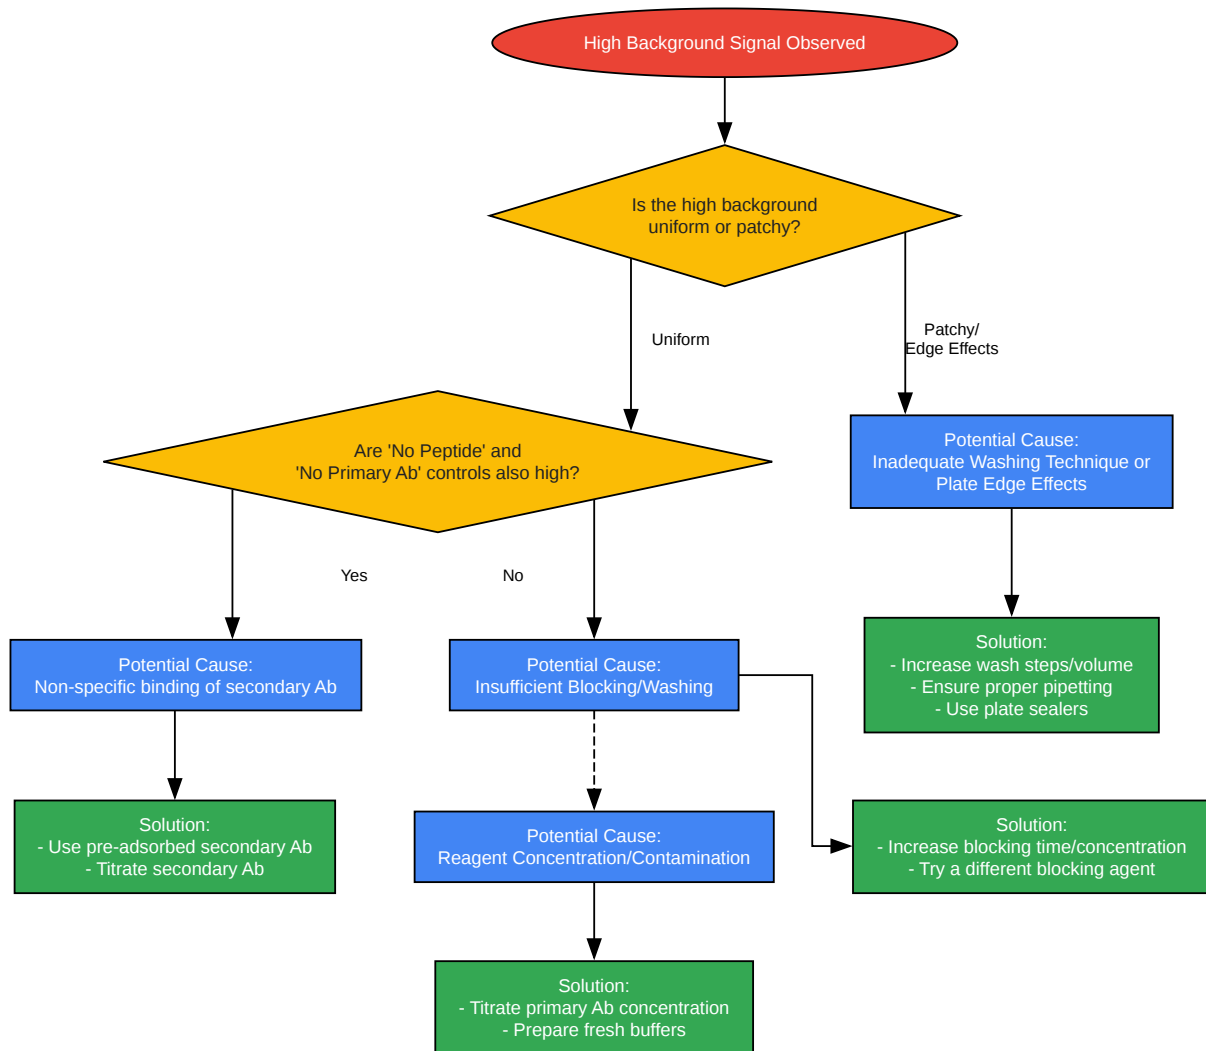 High Background Signal Observed
Is the high background
uniform or patchy?
Uniform
Patchy/
Edge Effects
Are 'No Peptide' and
'No Primary Ab' controls also high?
Potential Cause:
Inadequate Washing Technique or
Plate Edge Effects
Yes
No
Potential Cause:
Non-specific binding of secondary Ab
Potential Cause:
Insufficient Blocking/Washing
Solution:
- Increase wash steps/volume
- Ensure proper pipetting
- Use plate sealers
Solution:
- Use pre-adsorbed secondary Ab
- Titrate secondary Ab
Potential Cause:
Reagent Concentration/Contamination
Solution:
- Increase blocking time/concentration
- Try a different blocking agent
Solution:
- Titrate primary Ab concentration
- Prepare fresh buffers